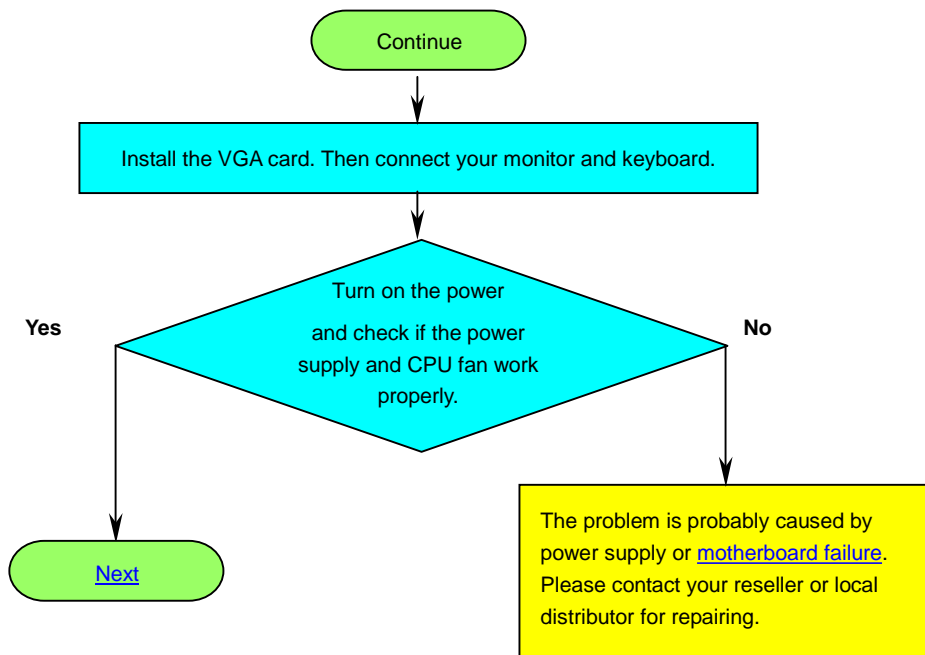 Continue
Install the VGA card. Then connect your monitor and keyboard.
Turn on the power
and check if the power
supply and CPU fan work
properly.
Yes
No
The problem is probably caused by
power supply or motherboard failure.
Please contact your reseller or local
distributor for repairing.
Next